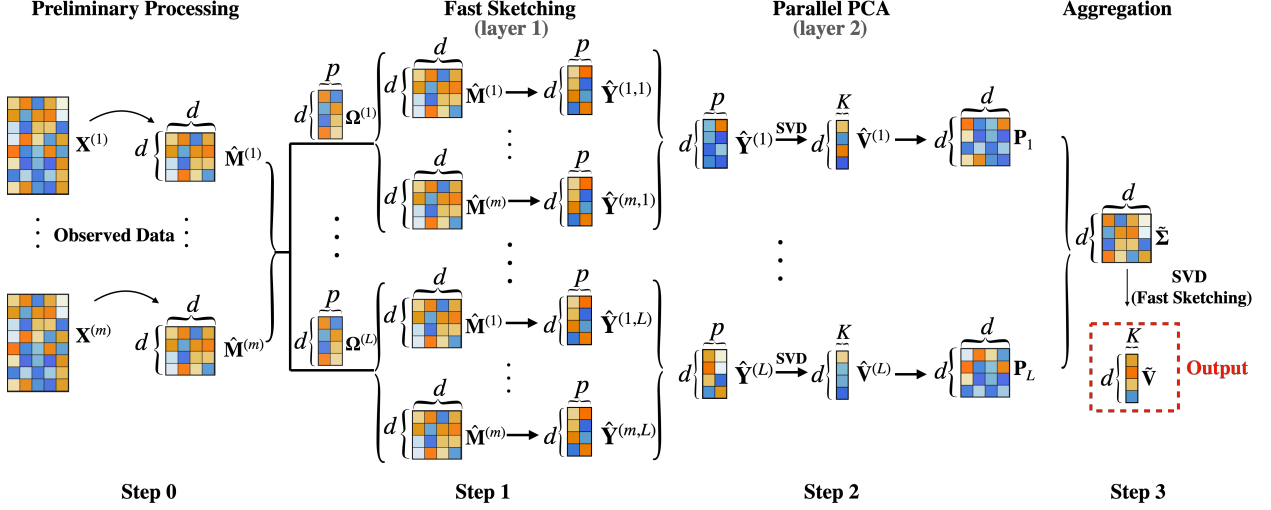 Preliminary Processing
Fast Sketching
(layer 1)
Parallel PCA
(layer 2)
Aggregation
X^(1)
d
d
M̂^(1)
Observed Data
X^(m)
d
d
M̂^(m)
p
d
Ω^(1)
p
d
Ω^(L)
d
d
M̂^(1)
p
d
Ŷ^(1,1)
d
M̂^(m)
d
Ŷ^(m,1)
d
d
M̂^(1)
p
d
Ŷ^(1,L)
d
M̂^(m)
d
Ŷ^(m,L)
p
d
Ŷ^(1)
SVD
K
d
V̂^(1)
d
d
P_1
p
d
Ŷ^(L)
SVD
K
d
V̂^(L)
d
d
P_L
d
d
Σ̃
SVD
(Fast Sketching)
K
d
Ṽ
Output
Step 0
Step 1
Step 2
Step 3